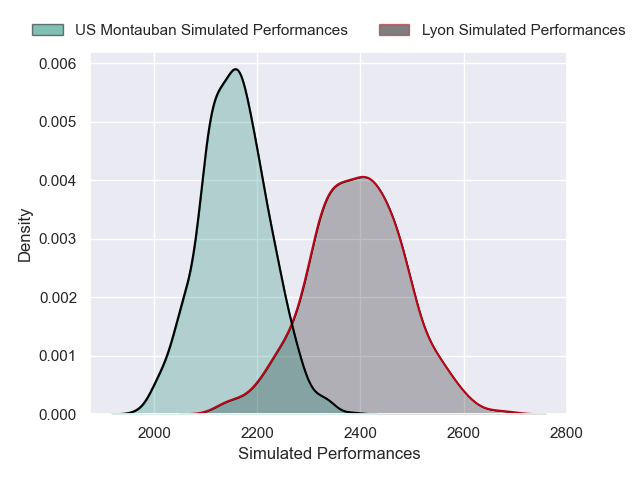 US Montauban Simulated Performances Lyon Simulated Performances
0.006
0.005
0.004
0.003
0.002
0.001
0.000
Density
2000 2200 2400 2600 2800
Simulated Performances